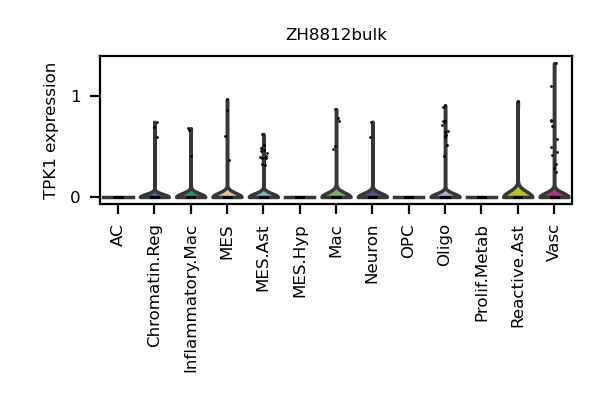 ZH8812bulk
TPK1 expression
1
0
AC
Chromatin.Reg
Inflammatory.Mac
MES
MES.Ast
MES.Hyp
Mac
Neuron
OPC
Oligo
Prolif.Metab
Reactive.Ast
Vasc